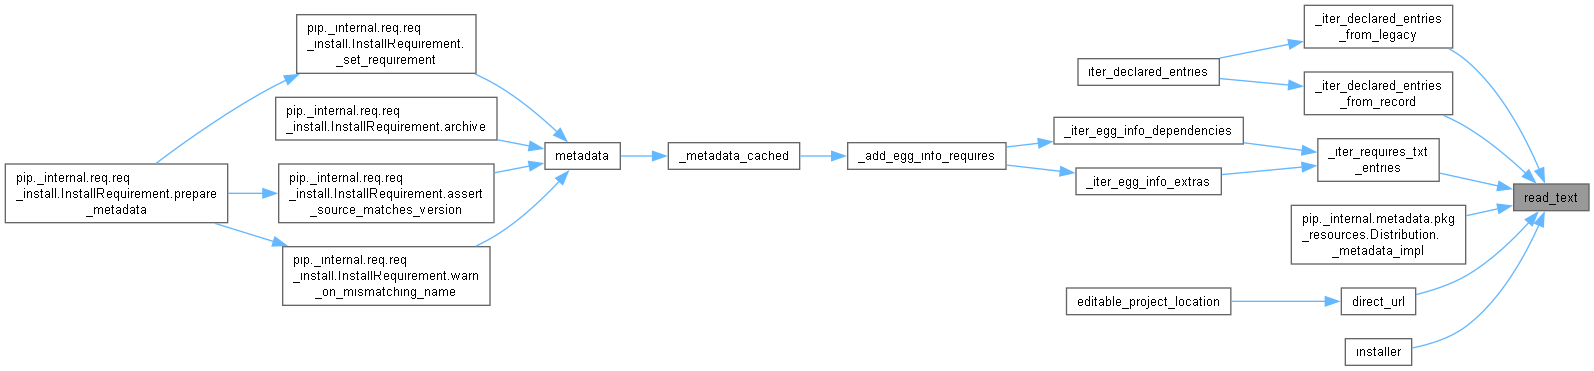 pip._internal.req.req
_install.InstallRequirement.prepare
_metadata
pip._internal.req.req
_install.InstallRequirement.
_set_requirement
pip._internal.req.req
_install.InstallRequirement.archive
pip._internal.req.req
_install.InstallRequirement.assert
_source_matches_version
pip._internal.req.req
_install.InstallRequirement.warn
_on_mismatching_name
metadata
_metadata_cached
_add_egg_info_requires
_iter_egg_info_dependencies
_iter_egg_info_extras
iter_declared_entries
editable_project_location
_iter_declared_entries
_from_legacy
_iter_declared_entries
_from_record
_iter_requires_txt
_entries
pip._internal.metadata.pkg
_resources.Distribution.
_metadata_impl
direct_url
installer
read_text